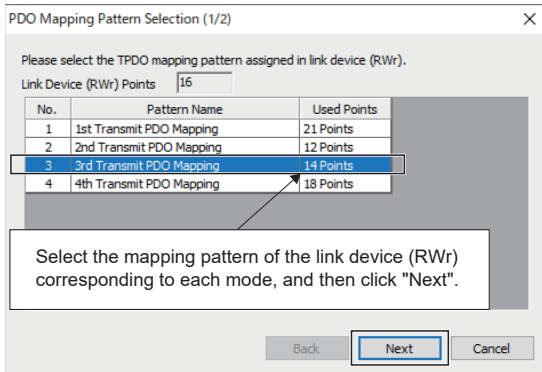 PDO Mapping Pattern Selection (1/2)
Please select the TPDO mapping pattern assigned in link device (RWr).
Link Device (RWr) Points 16
No. Pattern Name Used Points
1 1st Transmit PDO Mapping 21 Points
2 2nd Transmit PDO Mapping 12 Points
3 3rd Transmit PDO Mapping 14 Points
4 4th Transmit PDO Mapping 18 Points
Select the mapping pattern of the link device (RWr)
corresponding to each mode, and then click "Next".
Back Next Cancel